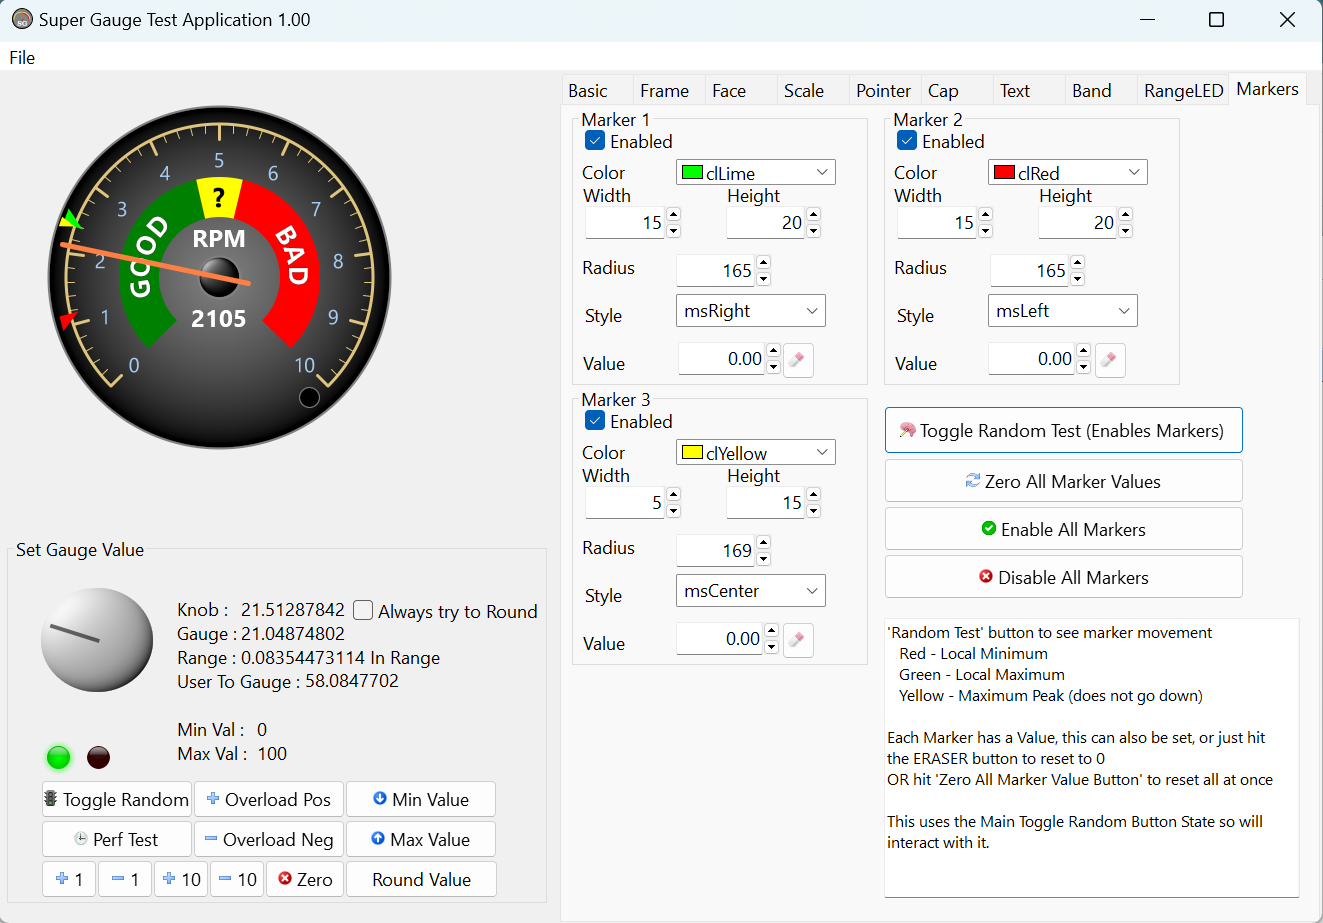 Super Gauge Test Application 1.00
File
Basic Frame Face Scale Pointer Cap Text Band RangeLED Markers
0 1 2 3 4 5 6 7 8 9 10
GOOD ? BAD
RPM
2105
Marker 1
Enabled
Color clLime
Width Height
15 20
Radius 165
Style msRight
Value 0.00
Marker 2
Enabled
Color clRed
Width Height
15 20
Radius 165
Style msLeft
Value 0.00
Marker 3
Enabled
Color clYellow
Width Height
5 15
Radius 169
Style msCenter
Value 0.00
Toggle Random Test (Enables Markers)
Zero All Marker Values
Enable All Markers
Disable All Markers
'Random Test' button to see marker movement
Red - Local Minimum
Green - Local Maximum
Yellow - Maximum Peak (does not go down)
Each Marker has a Value, this can also be set, or just hit
the ERASER button to reset to 0
OR hit 'Zero All Marker Value Button' to reset all at once
This uses the Main Toggle Random Button State so will
interact with it.
Set Gauge Value
Knob : 21.51287842 Always try to Round
Gauge : 21.04874802
Range : 0.08354473114 In Range
User To Gauge : 58.0847702
Min Val : 0
Max Val : 100
Toggle Random Overload Pos Min Value
Perf Test Overload Neg Max Value
1 1 10 10 Zero Round Value